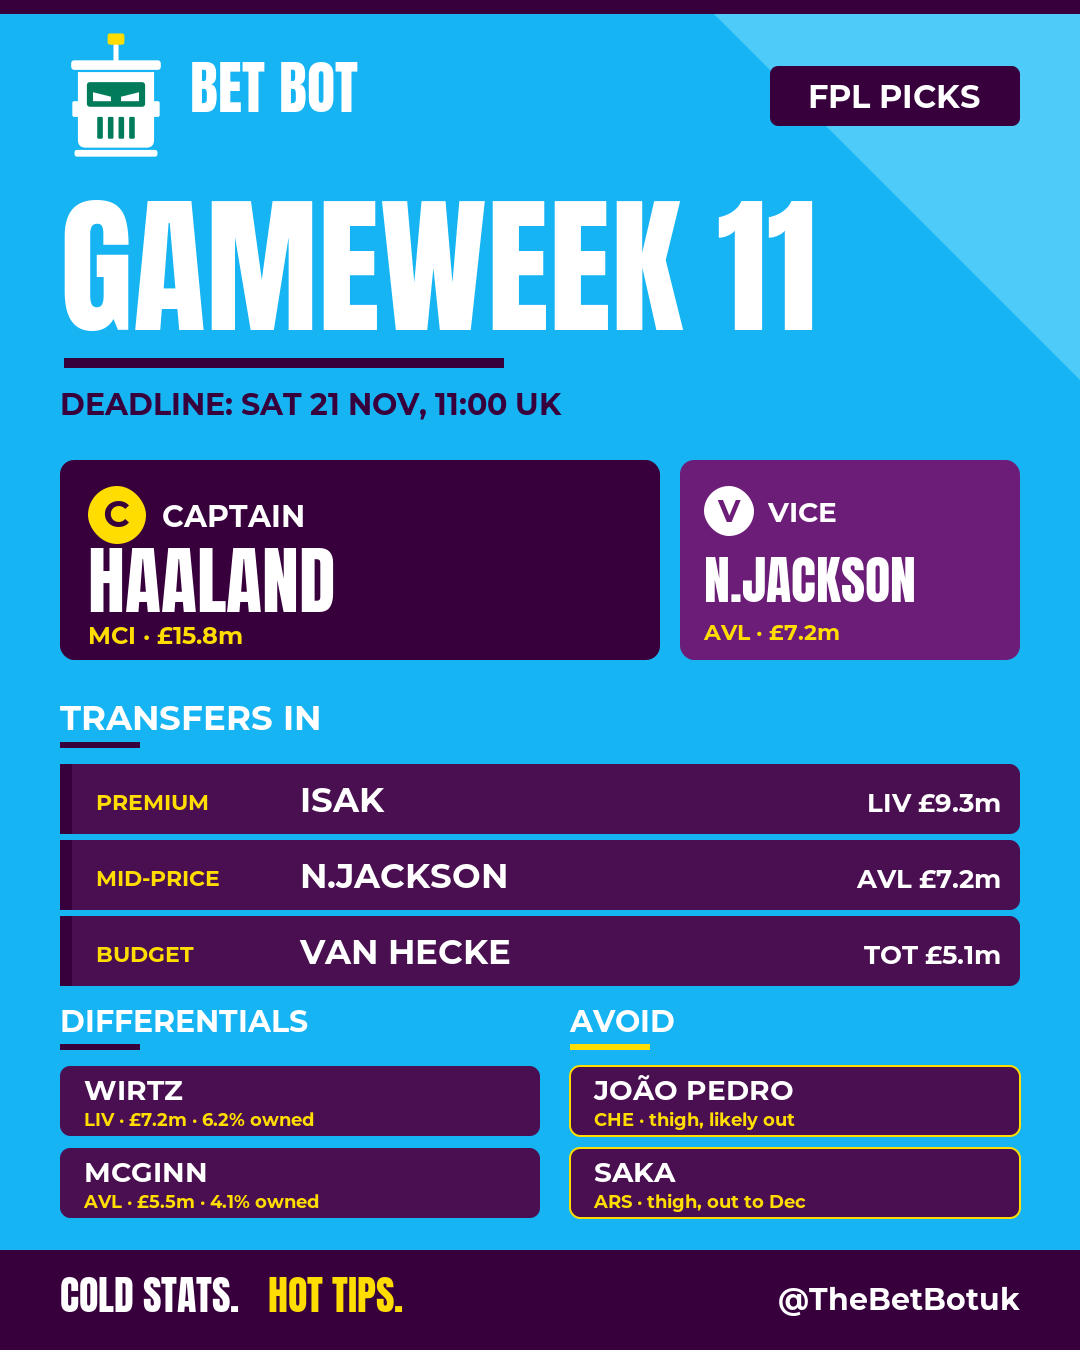 BET BOT
FPL PICKS
GAMEWEEK 11
DEADLINE: SAT 21 NOV, 11:00 UK
C CAPTAIN
HAALAND
MCI · £15.8m
V VICE
N.JACKSON
AVL · £7.2m
TRANSFERS IN
PREMIUM ISAK LIV £9.3m
MID-PRICE N.JACKSON AVL £7.2m
BUDGET VAN HECKE TOT £5.1m
DIFFERENTIALS
WIRTZ
LIV · £7.2m · 6.2% owned
MCGINN
AVL · £5.5m · 4.1% owned
AVOID
JOÃO PEDRO
CHE · thigh, likely out
SAKA
ARS · thigh, out to Dec
COLD STATS. HOT TIPS.
@TheBetBotuk